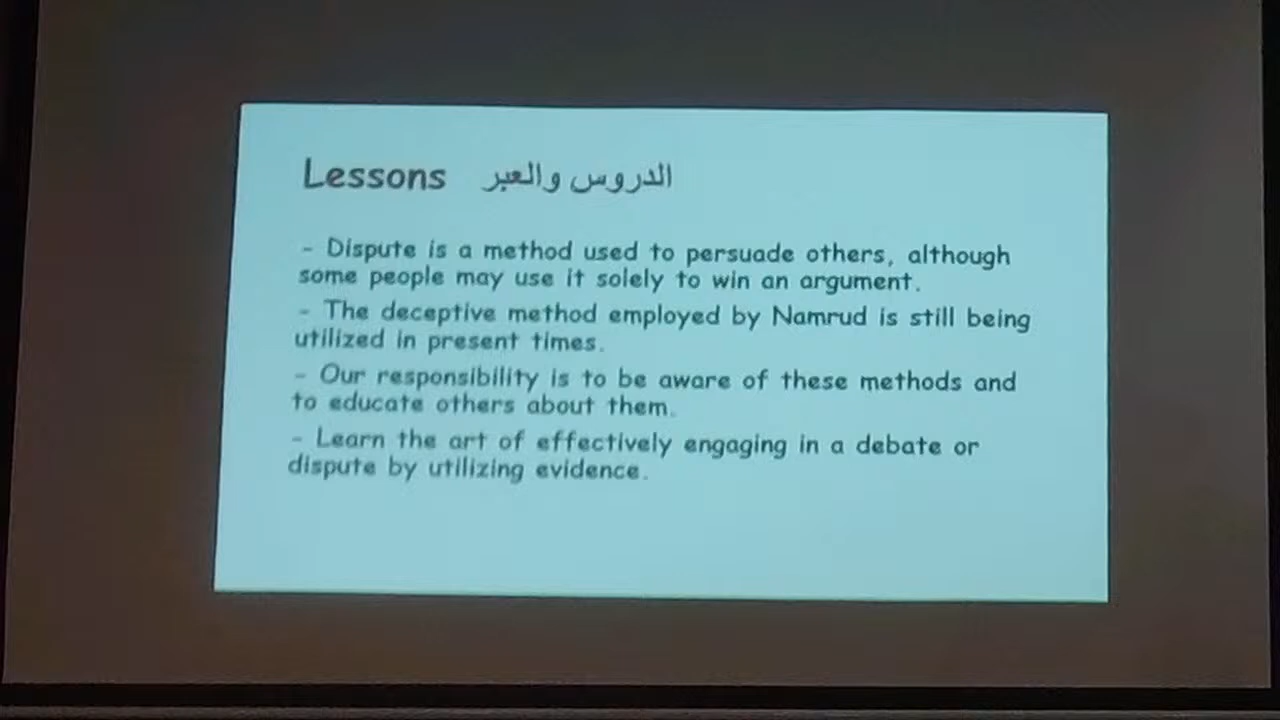 Lessons الدروس والعبر
- Dispute is a method used to persuade others, although
some people may use it solely to win an argument.
- The deceptive method employed by Namrud is still being
utilized in present times.
- Our responsibility is to be aware of these methods and
to educate others about them.
- Learn the art of effectively engaging in a debate or
dispute by utilizing evidence.